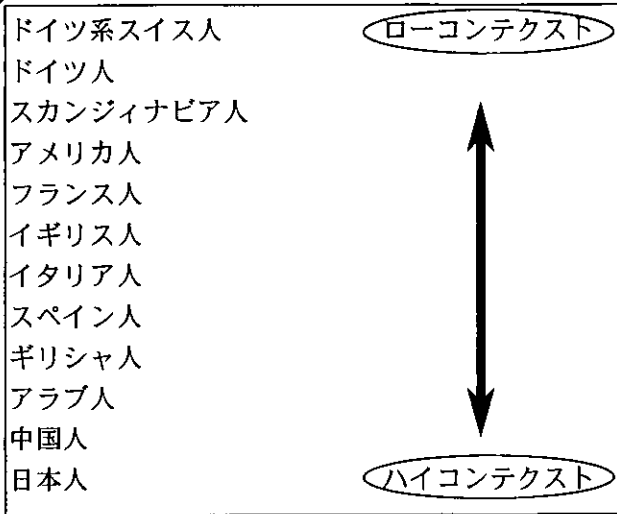 ドイツ系スイス人 ローコンテクスト
ドイツ人
スカンジィナビア人
アメリカ人
フランス人
イギリス人
イタリア人
スペイン人
ギリシャ人
アラブ人
中国人
日本人 ハイコンテクスト